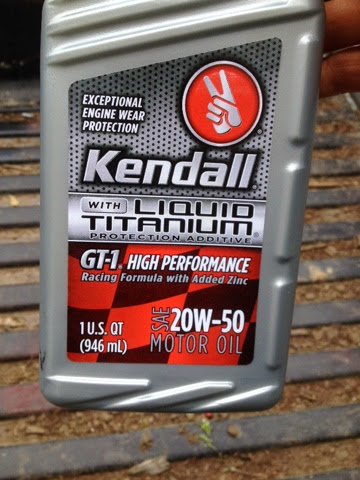 EXCEPTIONAL
ENGINE WEAR
PROTECTION
Kendall®
WITH LIQUID
TITANIUM®
PROTECTION ADDITIVE
GT-1® HIGH PERFORMANCE
Racing Formula with Added Zinc
1 U.S. QT
(946 mL)
SAE 20W-50
MOTOR OIL